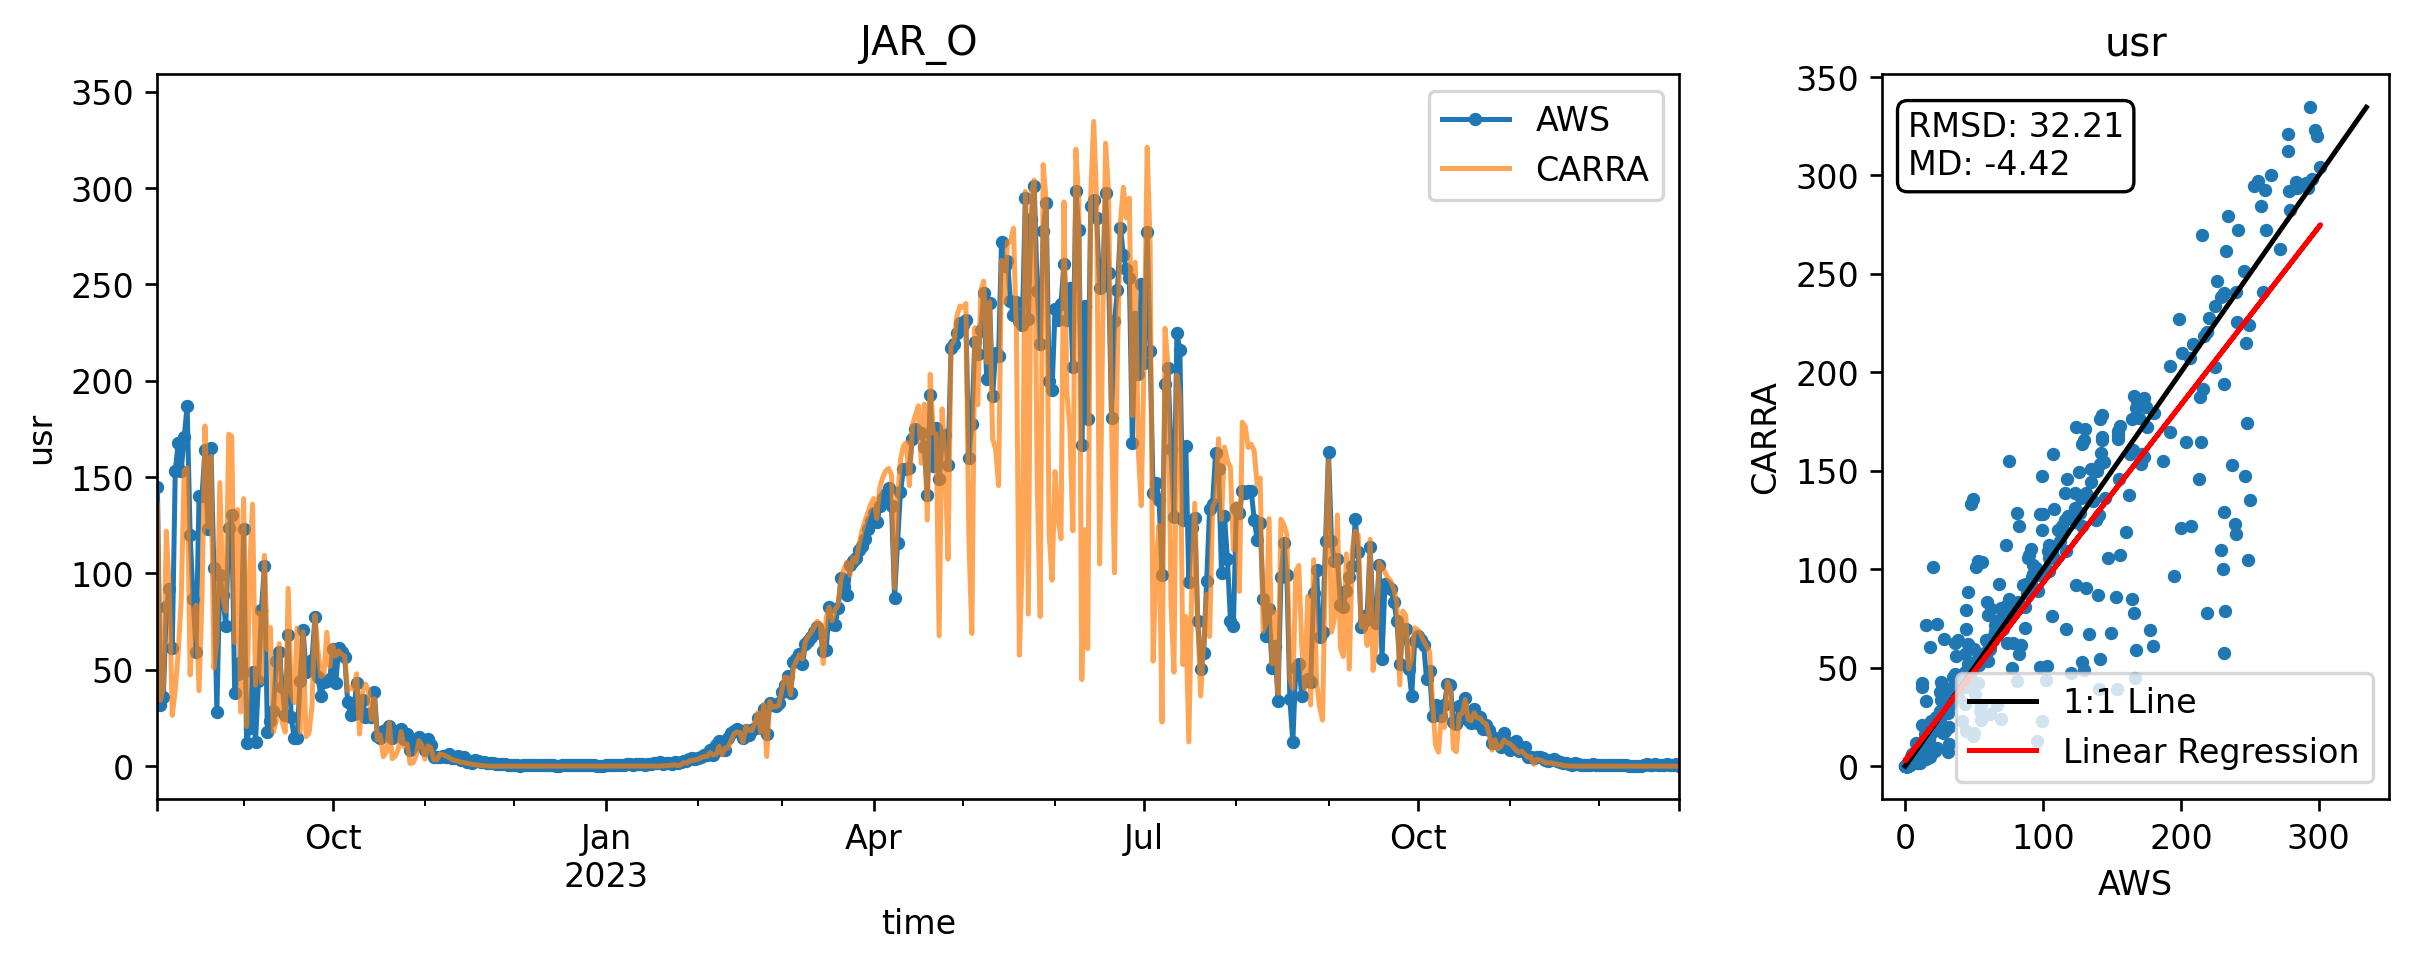 JAR_O
usr
350
300
250
200
150
100
50
0
AWS
CARRA
Oct
Jan
2023
Apr
Jul
Oct
time
usr
CARRA
350
300
250
200
150
100
50
0
RMSD: 32.21
MD: -4.42
1:1 Line
Linear Regression
0
100
200
300
AWS